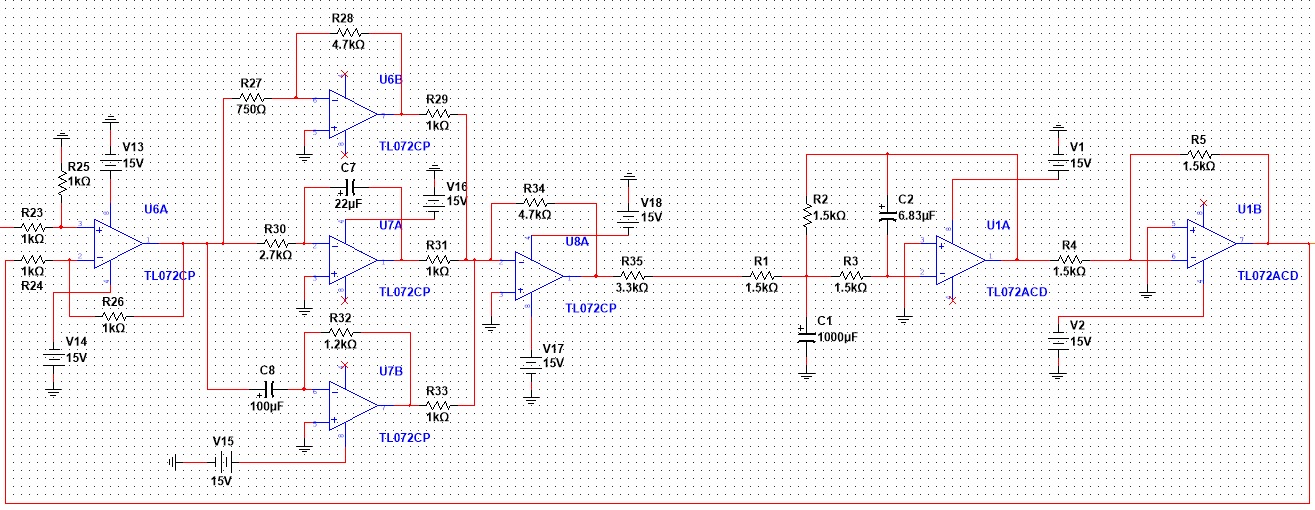 R28
4.7kΩ
R27
750Ω
U6B
TL072CP
R29
1kΩ
R25
1kΩ
V13
15V
U6A
TL072CP
R23
1kΩ
1kΩ
R24
R26
1kΩ
V14
15V
C7
22µF
V16
15V
R30
2.7kΩ
U7A
TL072CP
R31
1kΩ
R34
4.7kΩ
V18
15V
U8A
TL072CP
R35
3.3kΩ
V17
15V
R32
1.2kΩ
C8
100µF
U7B
TL072CP
R33
1kΩ
V15
15V
R1
1.5kΩ
R2
1.5kΩ
C2
6.83µF
R3
1.5kΩ
C1
1000µF
V1
15V
U1A
TL072ACD
R4
1.5kΩ
R5
1.5kΩ
U1B
TL072ACD
V2
15V